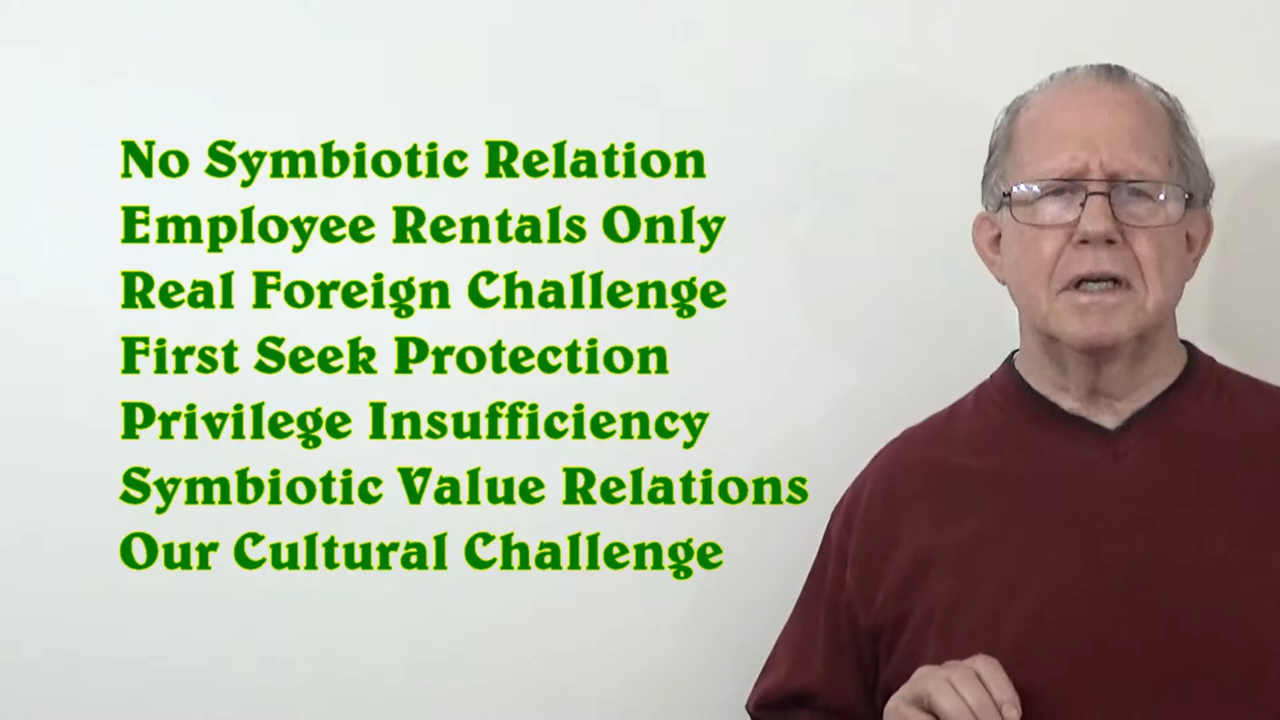 No Symbiotic Relation
Employee Rentals Only
Real Foreign Challenge
First Seek Protection
Privilege Insufficiency
Symbiotic Value Relations
Our Cultural Challenge